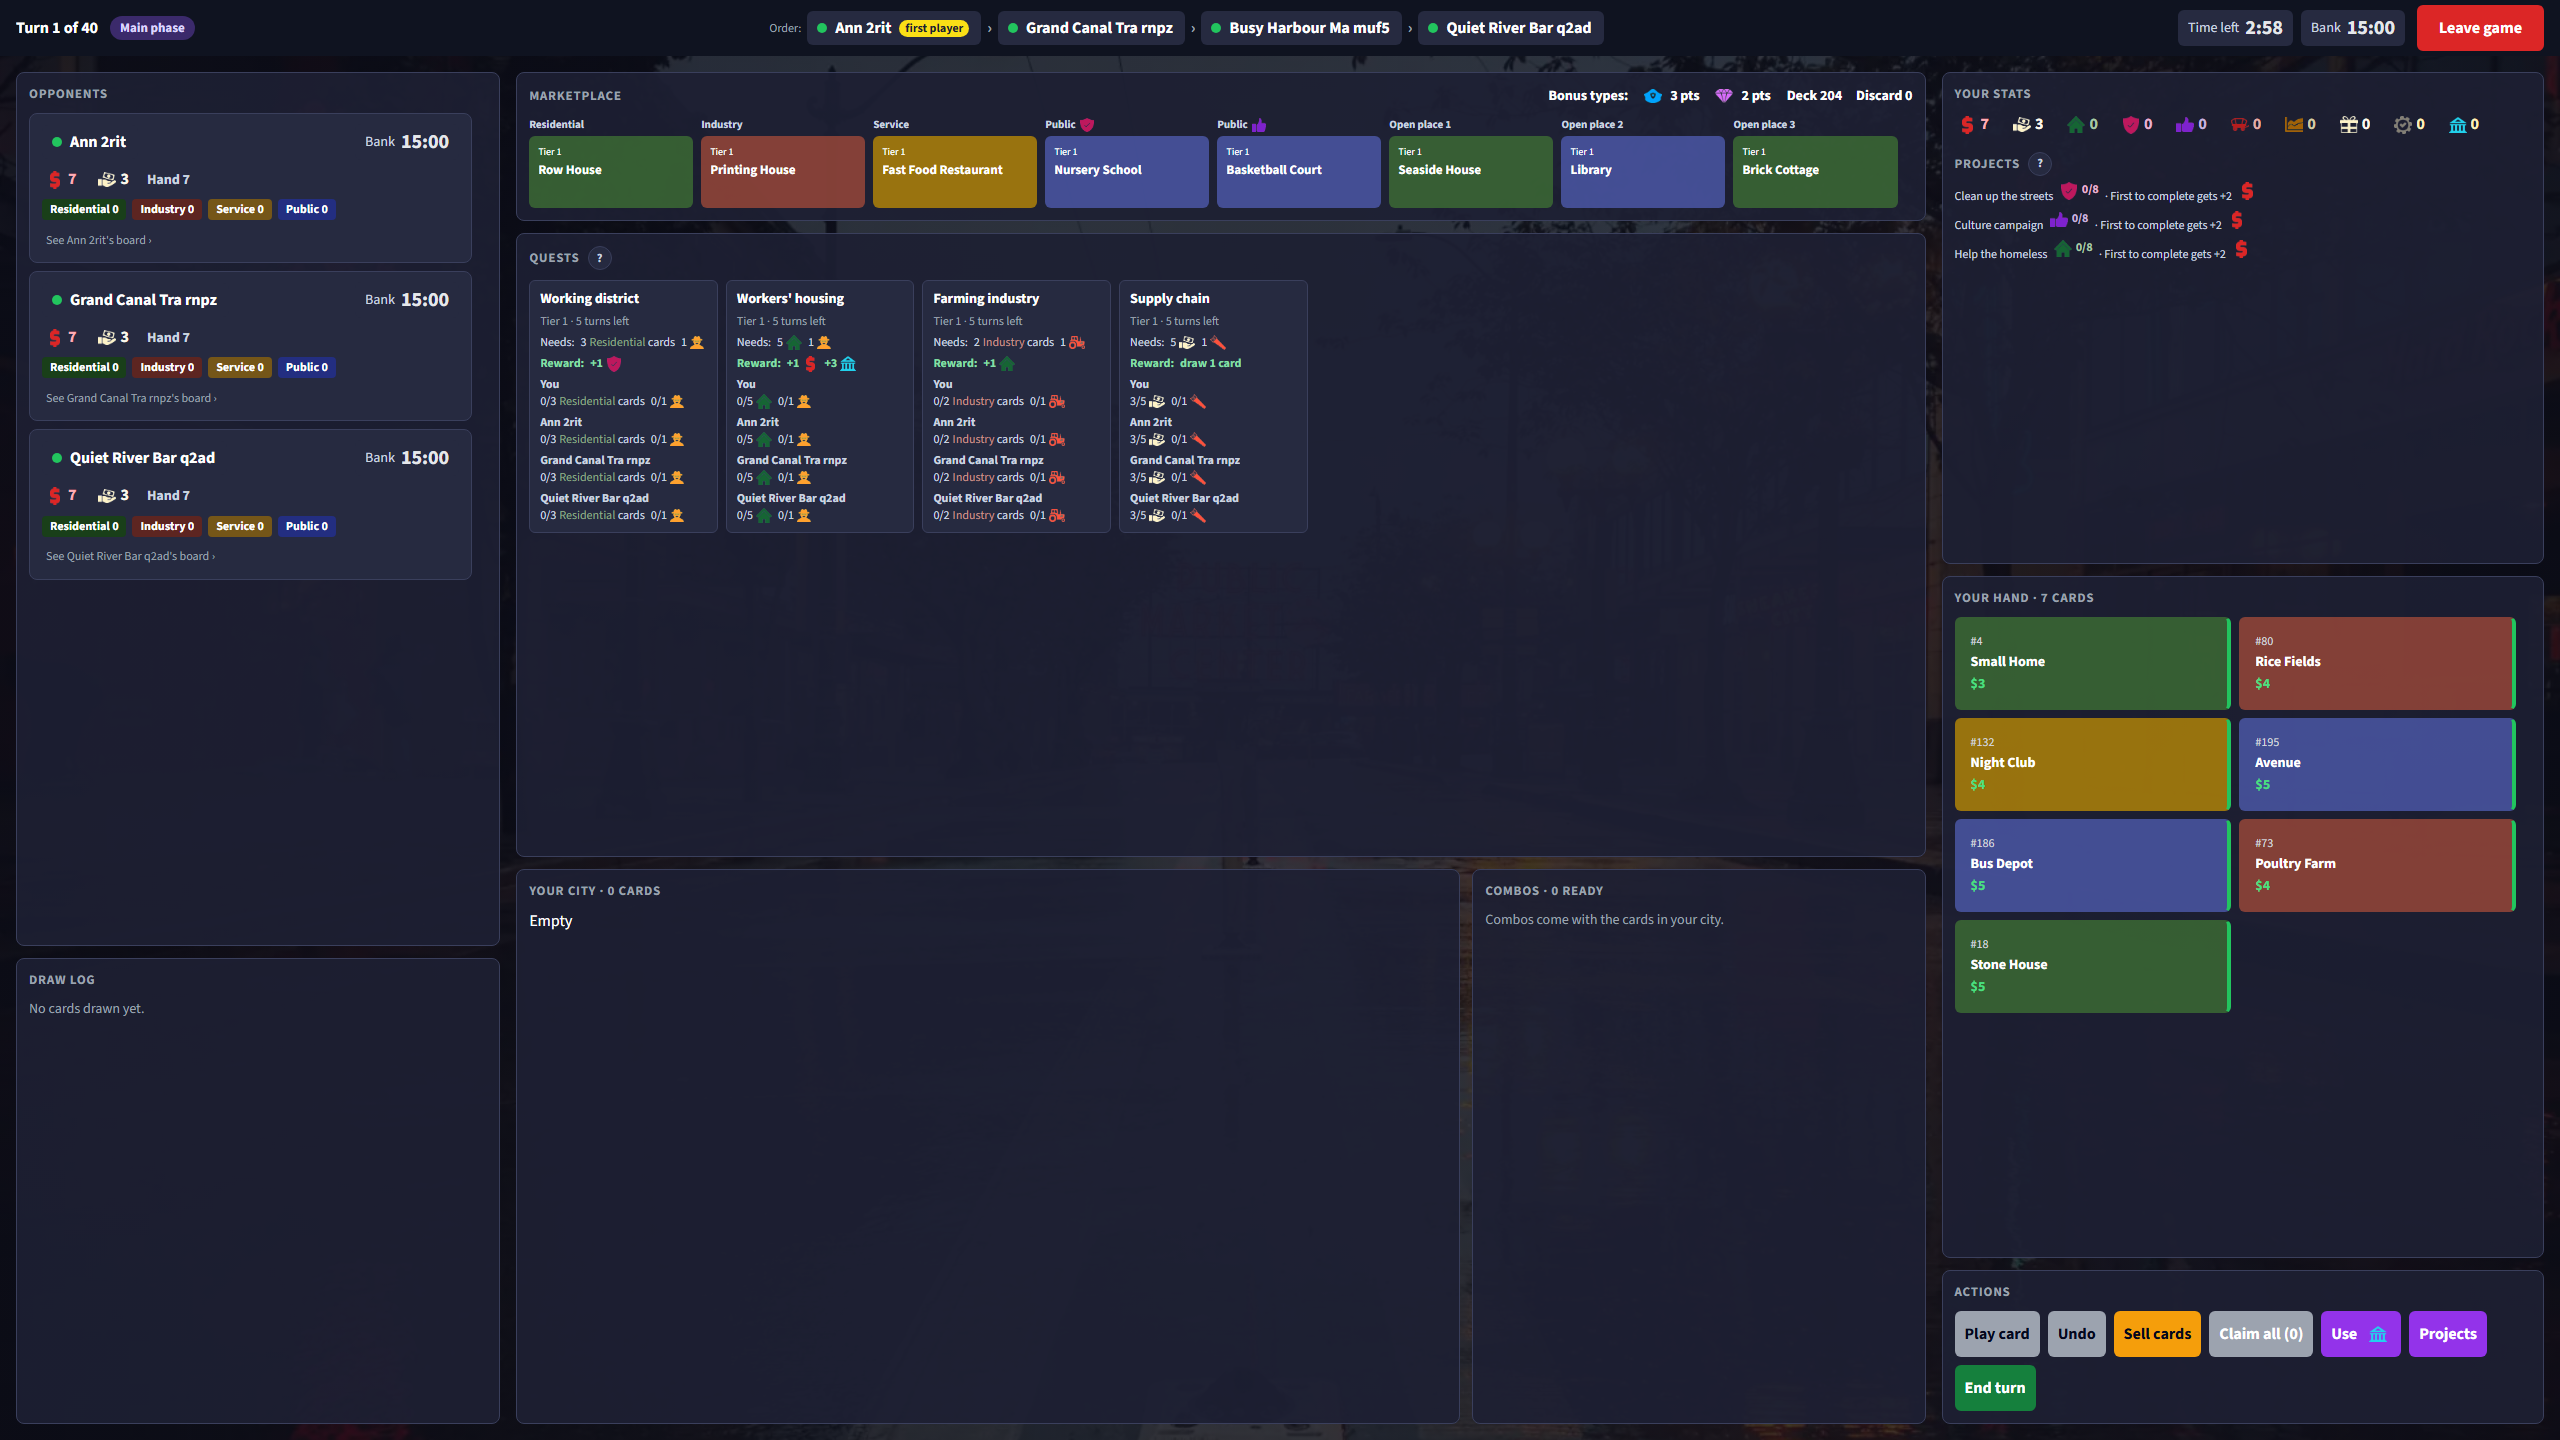 Turn 1 of 40 Main phase
Order: Ann 2rit first player › Grand Canal Tra rnpz › Busy Harbour Ma muf5 › Quiet River Bar q2ad
Time left 2:58 Bank 15:00 Leave game
OPPONENTS
Ann 2rit Bank 15:00
7 3 Hand 7
Residential 0 Industry 0 Service 0 Public 0
See Ann 2rit's board ›
Grand Canal Tra rnpz Bank 15:00
7 3 Hand 7
Residential 0 Industry 0 Service 0 Public 0
See Grand Canal Tra rnpz's board ›
Quiet River Bar q2ad Bank 15:00
7 3 Hand 7
Residential 0 Industry 0 Service 0 Public 0
See Quiet River Bar q2ad's board ›
DRAW LOG
No cards drawn yet.
MARKETPLACE
Bonus types: 3 pts 2 pts Deck 204 Discard 0
Residential
Tier 1
Row House
Industry
Tier 1
Printing House
Service
Tier 1
Fast Food Restaurant
Public
Tier 1
Nursery School
Public
Tier 1
Basketball Court
Open place 1
Tier 1
Seaside House
Open place 2
Tier 1
Library
Open place 3
Tier 1
Brick Cottage
QUESTS ?
Working district
Tier 1 · 5 turns left
Needs: 3 Residential cards 1
Reward: +1
You
0/3 Residential cards 0/1
Ann 2rit
0/3 Residential cards 0/1
Grand Canal Tra rnpz
0/3 Residential cards 0/1
Quiet River Bar q2ad
0/3 Residential cards 0/1
Workers' housing
Tier 1 · 5 turns left
Needs: 5 1
Reward: +1 +3
You
0/5 0/1
Ann 2rit
0/5 0/1
Grand Canal Tra rnpz
0/5 0/1
Quiet River Bar q2ad
0/5 0/1
Farming industry
Tier 1 · 5 turns left
Needs: 2 Industry cards 1
Reward: +1
You
0/2 Industry cards 0/1
Ann 2rit
0/2 Industry cards 0/1
Grand Canal Tra rnpz
0/2 Industry cards 0/1
Quiet River Bar q2ad
0/2 Industry cards 0/1
Supply chain
Tier 1 · 5 turns left
Needs: 5 1
Reward: draw 1 card
You
3/5 0/1
Ann 2rit
3/5 0/1
Grand Canal Tra rnpz
3/5 0/1
Quiet River Bar q2ad
3/5 0/1
YOUR CITY · 0 CARDS
Empty
COMBOS · 0 READY
Combos come with the cards in your city.
YOUR STATS
7 3 0 0 0 0 0 0 0 0
PROJECTS ?
Clean up the streets 0/8 · First to complete gets +2
Culture campaign 0/8 · First to complete gets +2
Help the homeless 0/8 · First to complete gets +2
YOUR HAND · 7 CARDS
#4
Small Home
$3
#80
Rice Fields
$4
#132
Night Club
$4
#195
Avenue
$5
#186
Bus Depot
$5
#73
Poultry Farm
$4
#18
Stone House
$5
ACTIONS
Play card Undo Sell cards Claim all (0) Use Projects
End turn